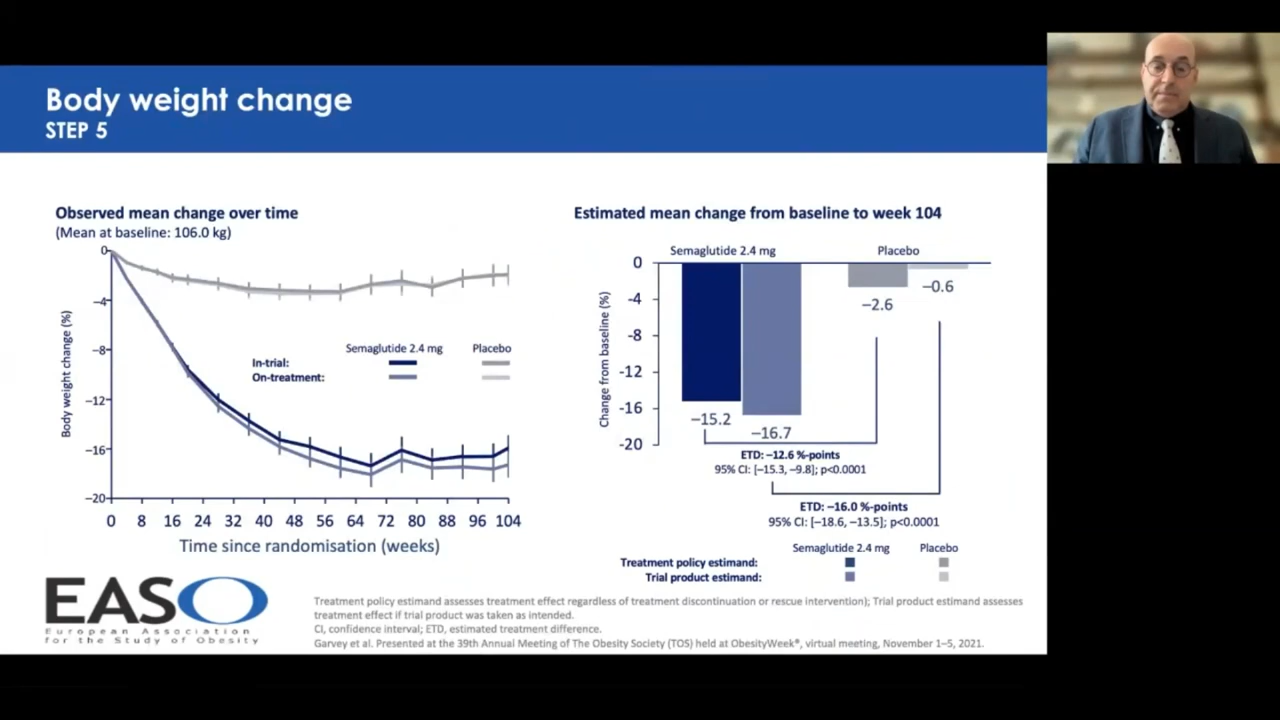 Body weight change
STEP 5
Observed mean change over time
(Mean at baseline: 106.0 kg)
0
−4
−8
−12
−16
−20
Body weight change (%)
Semaglutide 2.4 mg Placebo
In-trial:
On-treatment:
0 8 16 24 32 40 48 56 64 72 80 88 96 104
Time since randomisation (weeks)
Estimated mean change from baseline to week 104
Semaglutide 2.4 mg Placebo
0
-4
-8
-12
-16
-20
Change from baseline (%)
−15.2
−16.7
−2.6
−0.6
ETD: −12.6 %-points
95% CI: [−15.3, −9.8]; p<0.0001
ETD: −16.0 %-points
95% CI: [−18.6, −13.5]; p<0.0001
Semaglutide 2.4 mg Placebo
Treatment policy estimand:
Trial product estimand:
EASO
European Association
for the Study of Obesity
Treatment policy estimand assesses treatment effect regardless of treatment discontinuation or rescue intervention); Trial product estimand assesses
treatment effect if trial product was taken as intended.
CI, confidence interval; ETD, estimated treatment difference.
Garvey et al. Presented at the 39th Annual Meeting of The Obesity Society (TOS) held at ObesityWeek®, virtual meeting, November 1–5, 2021.